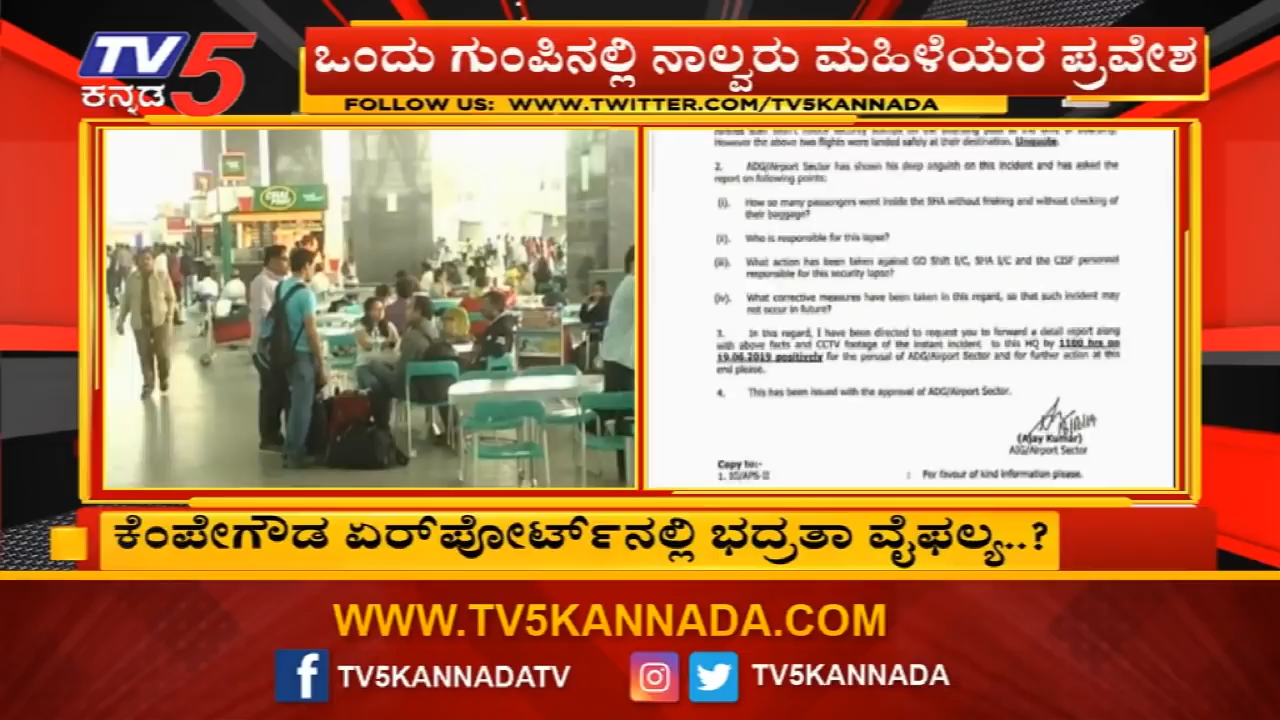 TV5
ಕನ್ನಡ
ಒಂದು ಗುಂಪಿನಲ್ಲಿ ನಾಲ್ವರು ಮಹಿಳೆಯರ ಪ್ರವೇಶ
FOLLOW US: WWW.TWITTER.COM/TV5KANNADA
However the above two flights were landed safely at their destination. Unquote.
2. ADG/Airport Sector has shown his deep anguish on this incident and has asked the
report on following points:
(i). How so many passengers went inside the SHA without frisking and without checking of
their baggage?
(ii). Who is responsible for this lapse?
(iii). What action has been taken against GO Shift I/C, SHA I/C and the CISF personnel
responsible for this security lapse?
(iv). What corrective measures have been taken in this regard, so that such incident may
not occur in future?
3. In this regard, I have been directed to request you to forward a detail report along
with above facts and CCTV footage of the instant incident to this HQ by 1100 hrs on
19.06.2019 positively for the perusal of ADG/Airport Sector and for further action at this
end please.
4. This has been issued with the approval of ADG/Airport Sector.
(Ajay Kumar)
AIG/Airport Sector
Copy to:-
1. IG/APS-II : For favour of kind information please.
ಕೆಂಪೇಗೌಡ ಏರ್‌ಪೋರ್ಟ್‌ನಲ್ಲಿ ಭದ್ರತಾ ವೈಫಲ್ಯ..?
WWW.TV5KANNADA.COM
TV5KANNADATV
TV5KANNADA